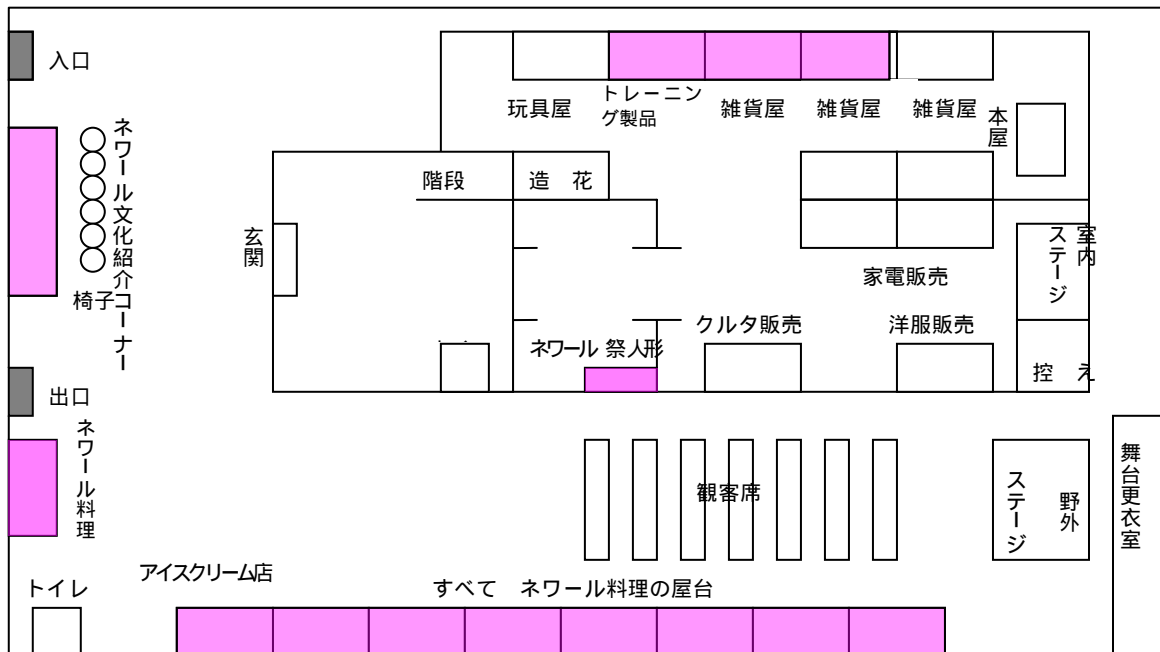 入口
ネワール文化紹介コーナー
椅子
出口
ネワール料理
トイレ
アイスクリーム店
すべて　ネワール料理の屋台
玄関
階段
造　花
玩具屋
トレーニン
グ製品
雑貨屋
雑貨屋
雑貨屋
本屋
家電販売
室内
ステージ
クルタ販売
洋服販売
ネワール 祭人形
控　え
観客席
野外
ステージ
舞台更衣室